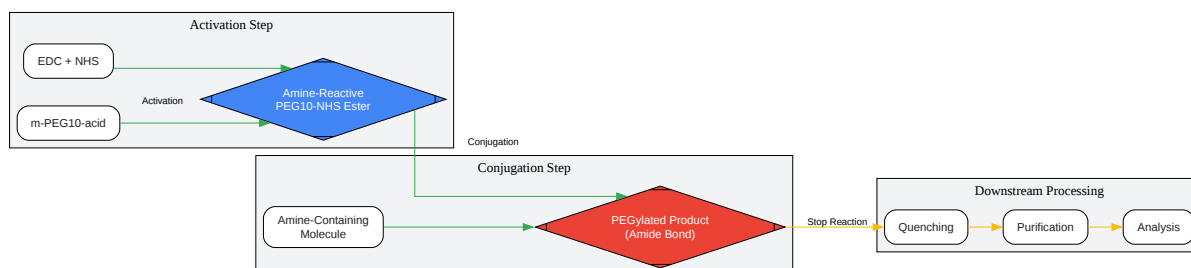 Activation Step
EDC + NHS
Amine-Reactive
PEG10-NHS Ester
Activation
m-PEG10-acid
Conjugation
Conjugation Step
Amine-Containing
Molecule
PEGylated Product
(Amide Bond)
Stop Reaction
Downstream Processing
Quenching
Purification
Analysis